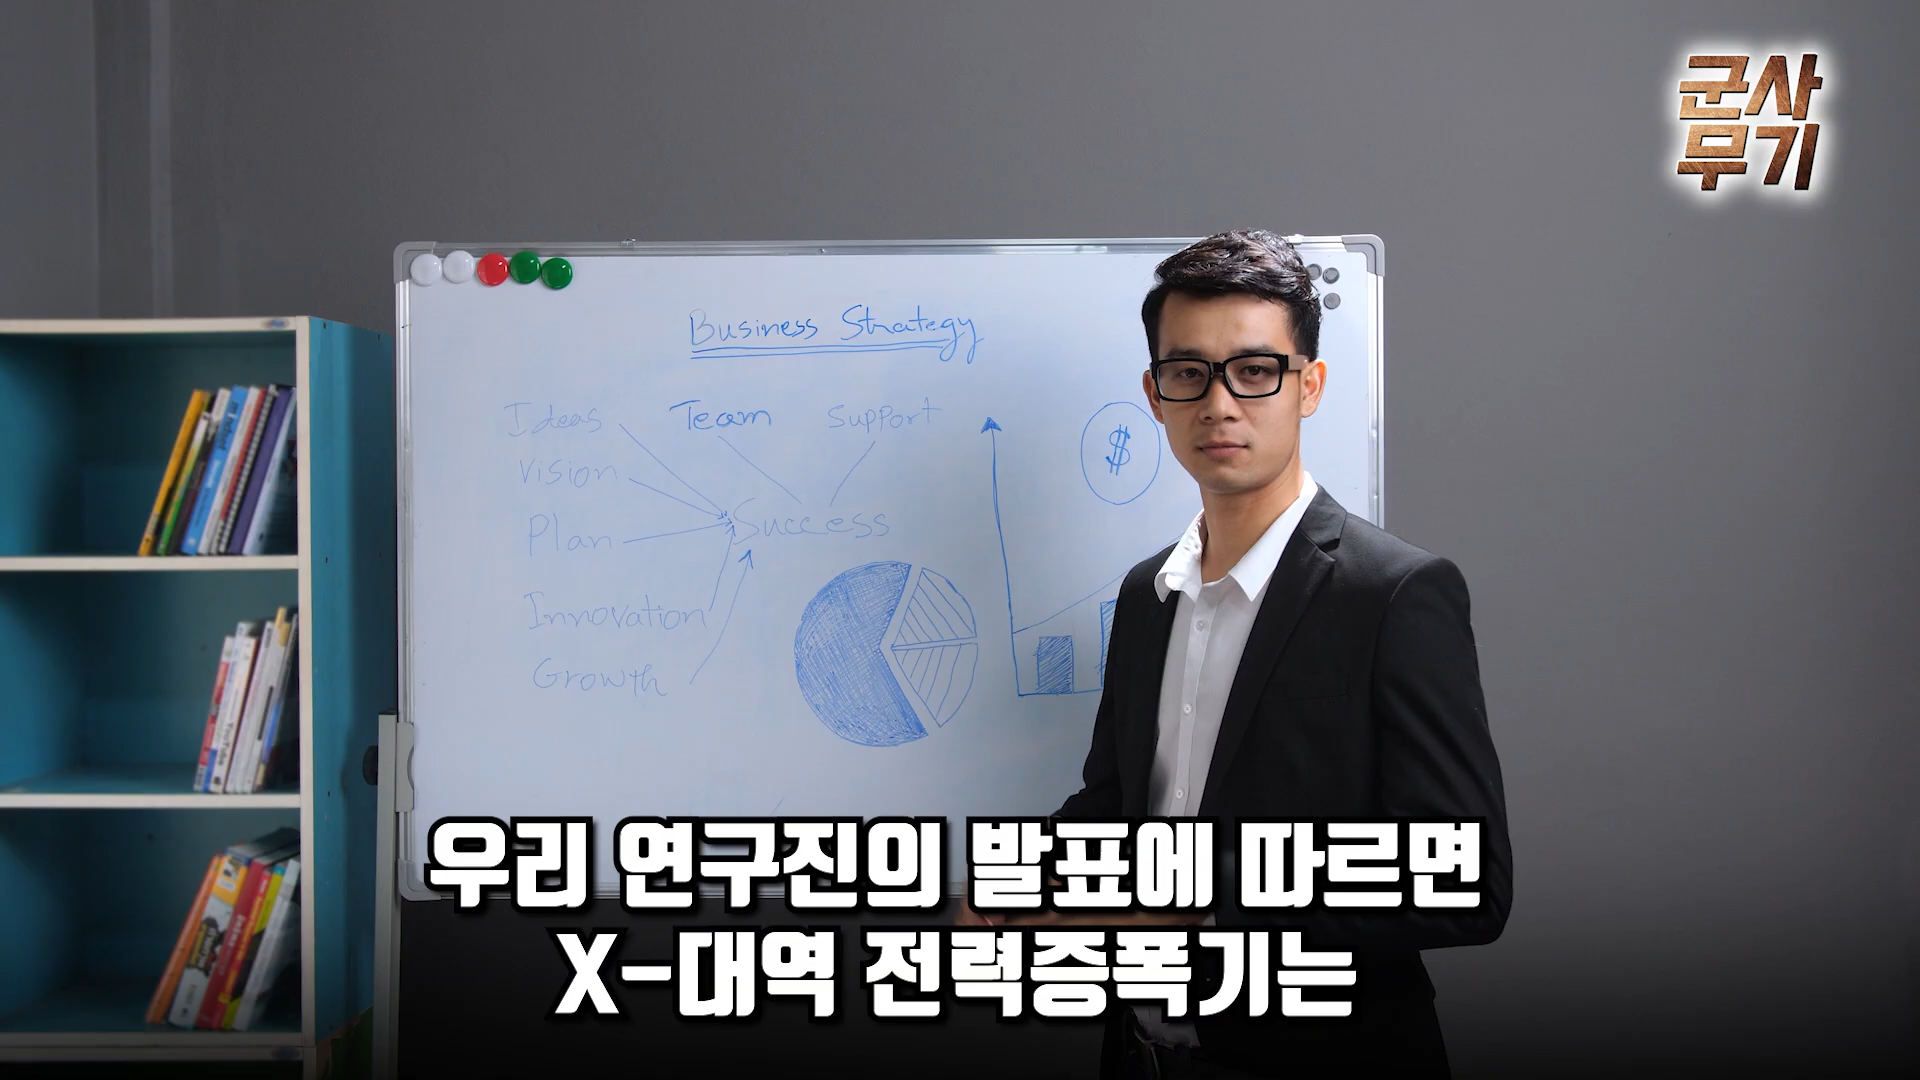 군사
무기
Business Strategy
Ideas Team Support
Vision
Plan Success
Innovation
Growth
$
우리 연구진의 발표에 따르면
X-대역 전력증폭기는